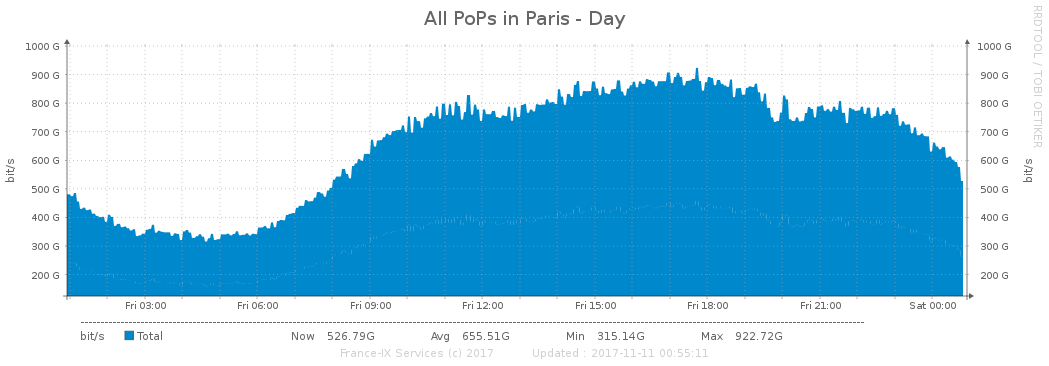 All PoPs in Paris - Day
RRDTOOL / TOBI OETIKER
1000 G 1000 G
900 G 900 G
800 G 800 G
700 G 700 G
600 G 600 G
500 G 500 G
400 G 400 G
300 G 300 G
200 G 200 G
bit/s bit/s
Fri 03:00 Fri 06:00 Fri 09:00 Fri 12:00 Fri 15:00 Fri 18:00 Fri 21:00 Sat 00:00
bit/s Total Now 526.79G Avg 655.51G Min 315.14G Max 922.72G
France-IX Services (c) 2017 Updated : 2017-11-11 00:55:11